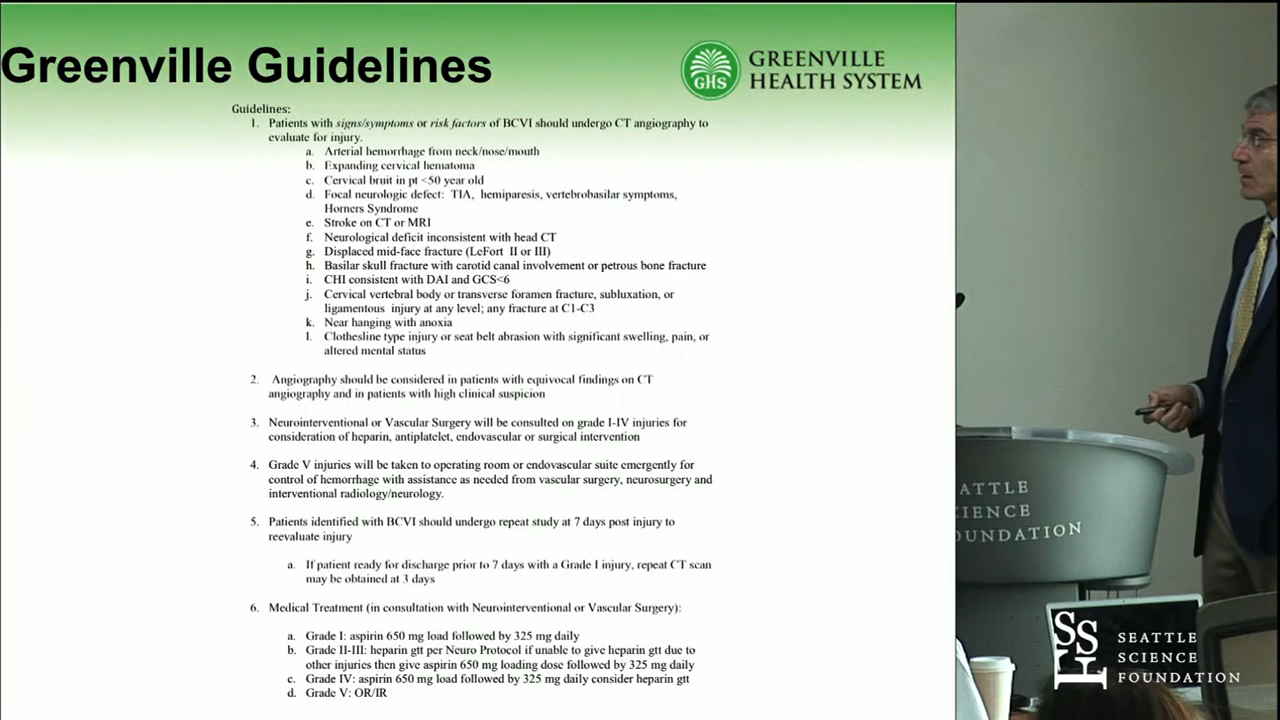 Greenville Guidelines
GHS
GREENVILLE
HEALTH SYSTEM
Guidelines:
1. Patients with signs/symptoms or risk factors of BCVI should undergo CT angiography to
evaluate for injury.
a. Arterial hemorrhage from neck/nose/mouth
b. Expanding cervical hematoma
c. Cervical bruit in pt <50 year old
d. Focal neurologic defect: TIA, hemiparesis, vertebrobasilar symptoms,
Horners Syndrome
e. Stroke on CT or MRI
f. Neurological deficit inconsistent with head CT
g. Displaced mid-face fracture (LeFort II or III)
h. Basilar skull fracture with carotid canal involvement or petrous bone fracture
i. CHI consistent with DAI and GCS<6
j. Cervical vertebral body or transverse foramen fracture, subluxation, or
ligamentous injury at any level; any fracture at C1-C3
k. Near hanging with anoxia
l. Clothesline type injury or seat belt abrasion with significant swelling, pain, or
altered mental status
2. Angiography should be considered in patients with equivocal findings on CT
angiography and in patients with high clinical suspicion
3. Neurointerventional or Vascular Surgery will be consulted on grade I-IV injuries for
consideration of heparin, antiplatelet, endovascular or surgical intervention
4. Grade V injuries will be taken to operating room or endovascular suite emergently for
control of hemorrhage with assistance as needed from vascular surgery, neurosurgery and
interventional radiology/neurology.
5. Patients identified with BCVI should undergo repeat study at 7 days post injury to
reevaluate injury
a. If patient ready for discharge prior to 7 days with a Grade I injury, repeat CT scan
may be obtained at 3 days
6. Medical Treatment (in consultation with Neurointerventional or Vascular Surgery):
a. Grade I: aspirin 650 mg load followed by 325 mg daily
b. Grade II-III: heparin gtt per Neuro Protocol if unable to give heparin gtt due to
other injuries then give aspirin 650 mg loading dose followed by 325 mg daily
c. Grade IV: aspirin 650 mg load followed by 325 mg daily consider heparin gtt
d. Grade V: OR/IR
ATTLE
CIENCE
OUNDATION
SSF
SEATTLE
SCIENCE
FOUNDATION